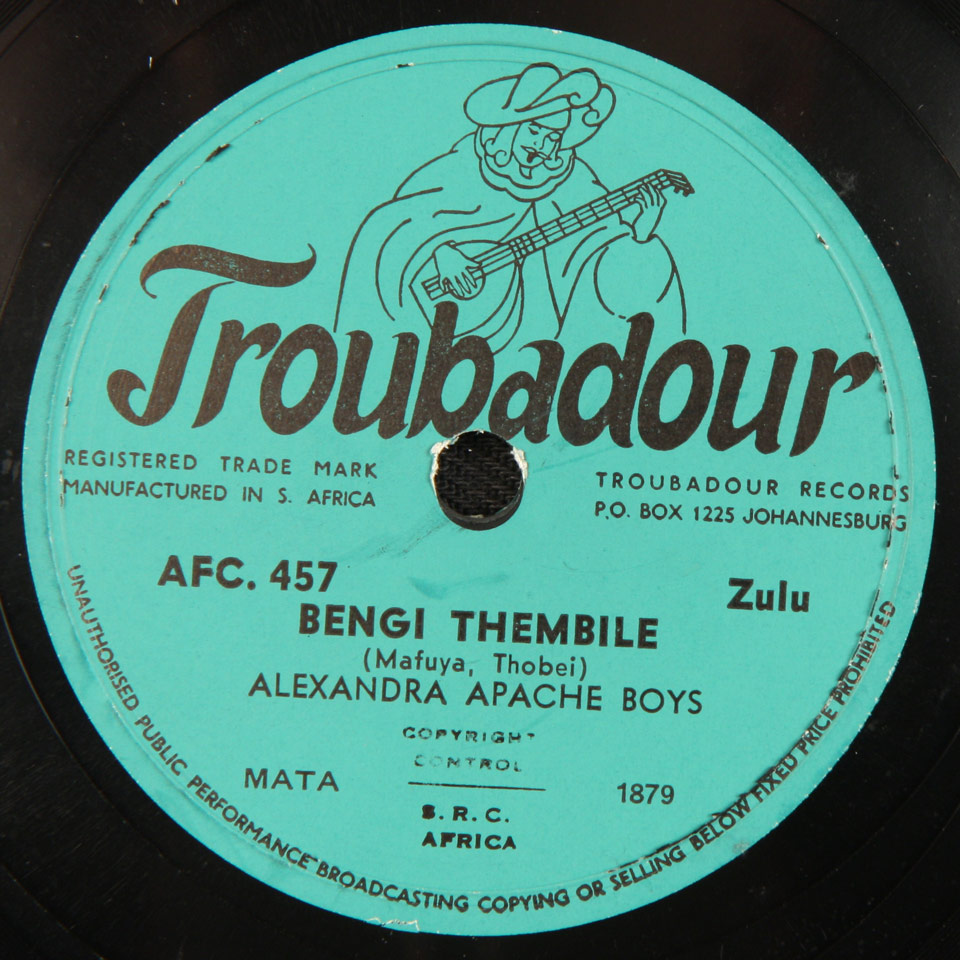 Troubadour
REGISTERED TRADE MARK
MANUFACTURED IN S. AFRICA
TROUBADOUR RECORDS
P.O. BOX 1225 JOHANNESBURG
AFC. 457
Zulu
BENGI THEMBILE
(Mafuya, Thobei)
ALEXANDRA APACHE BOYS
COPYRIGHT
CONTROL
MATA
1879
S. R. C.
AFRICA
UNAUTHORISED PUBLIC PERFORMANCE BROADCASTING COPYING OR SELLING BELOW FIXED PRICE PROHIBITED